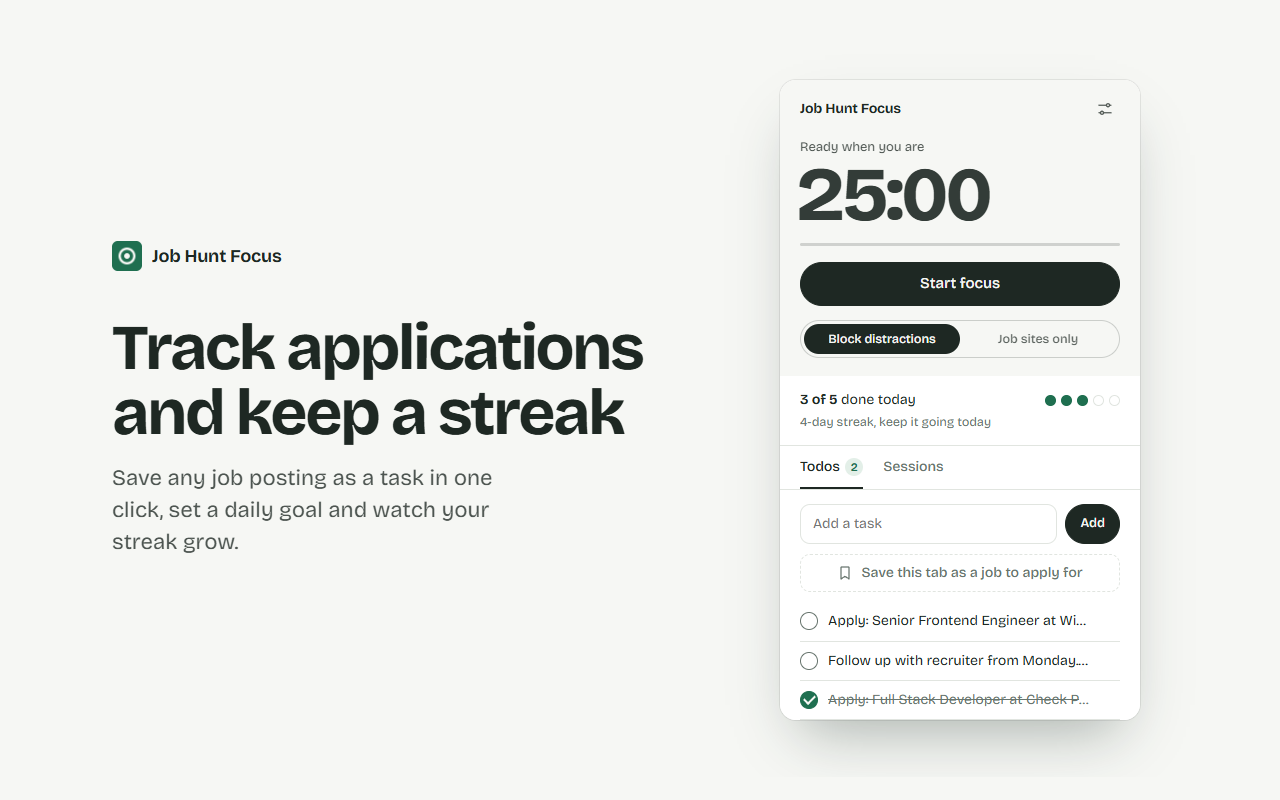 Job Hunt Focus
Track applications
and keep a streak
Save any job posting as a task in one
click, set a daily goal and watch your
streak grow.
Job Hunt Focus
Ready when you are
25:00
Start focus
Block distractions
Job sites only
3 of 5 done today
4-day streak, keep it going today
Todos 2
Sessions
Add a task
Add
Save this tab as a job to apply for
Apply: Senior Frontend Engineer at Wi...
Follow up with recruiter from Monday,...
Apply: Full Stack Developer at Check P...